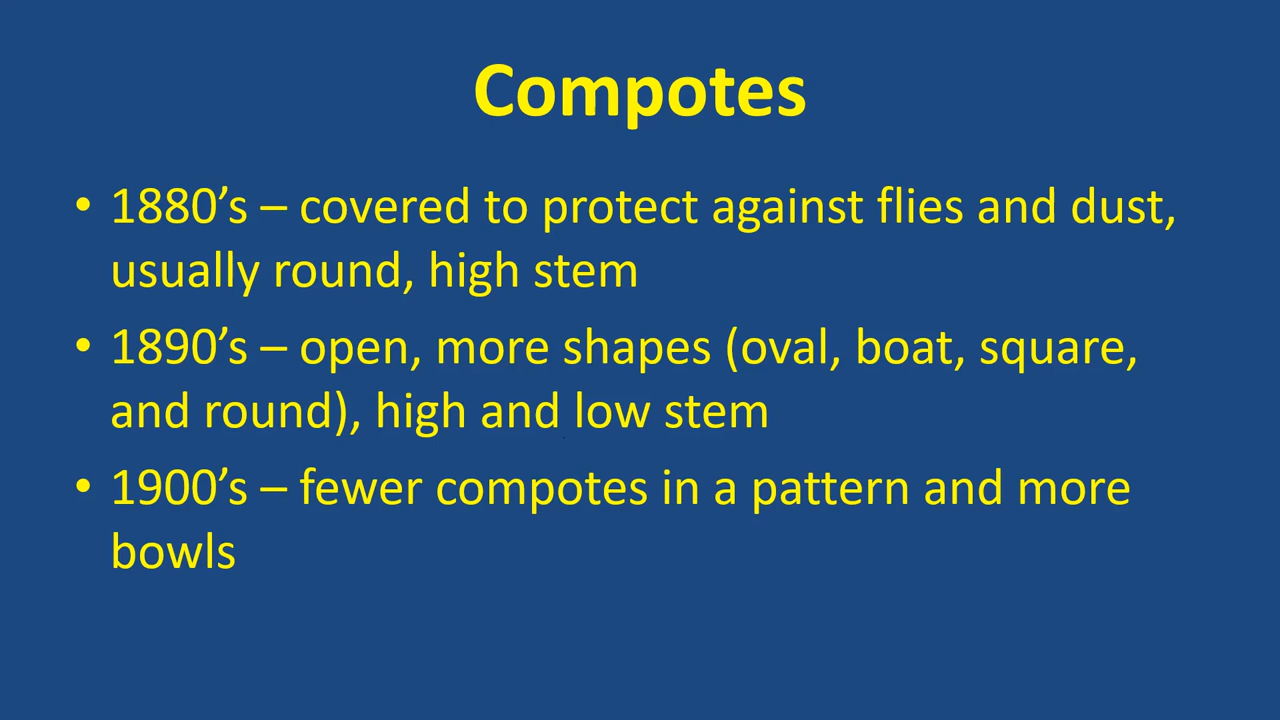 Compotes
• 1880’s – covered to protect against flies and dust,
usually round, high stem
• 1890’s – open, more shapes (oval, boat, square,
and round), high and low stem
• 1900’s – fewer compotes in a pattern and more
bowls